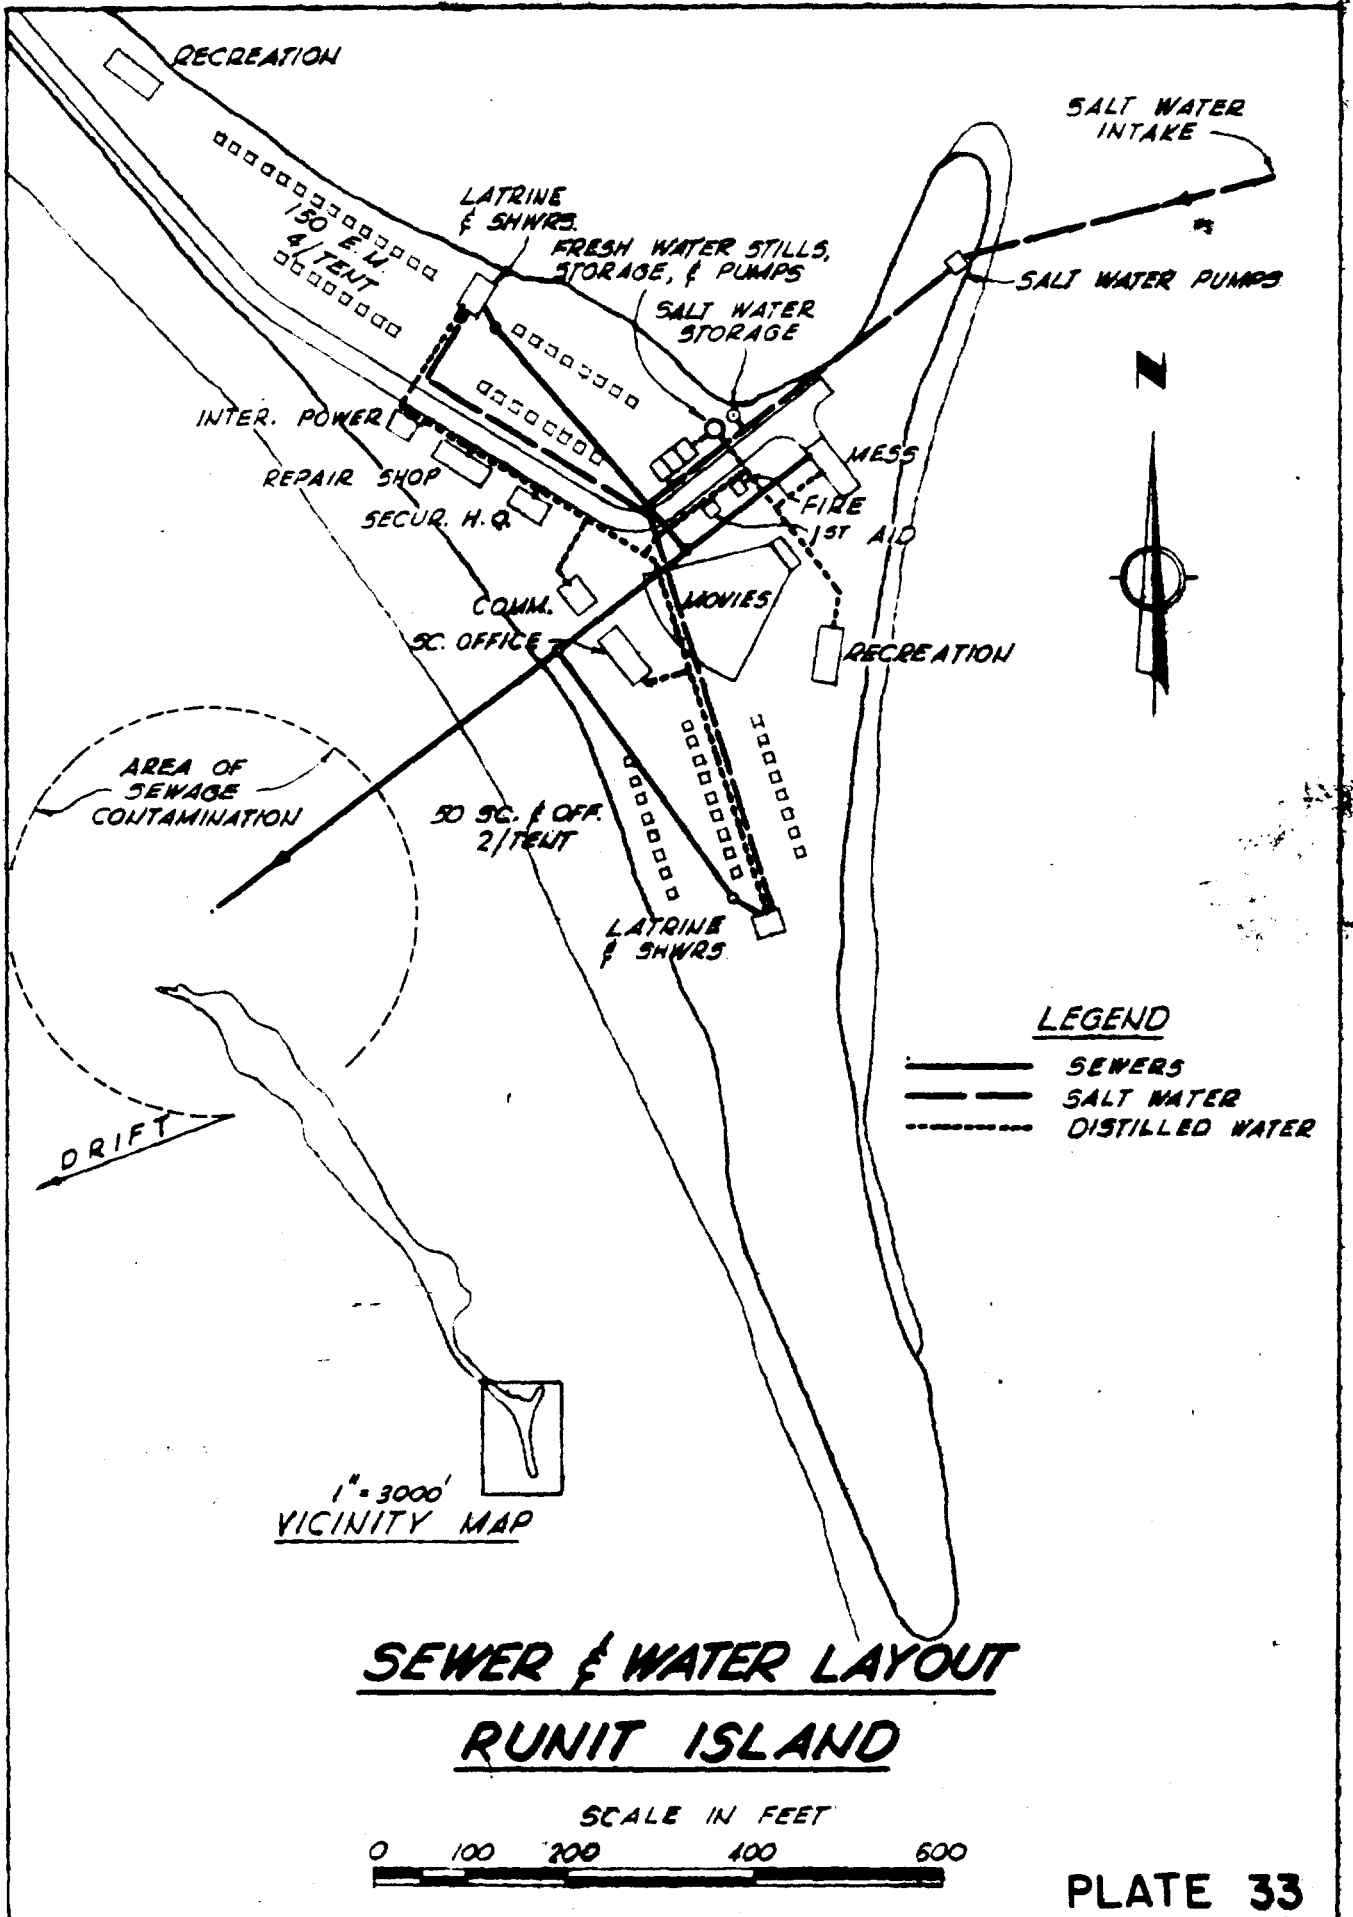 RECREATION
SALT WATER
INTAKE
LATRINE
& SHWRS.
150 E.M.
4/TENT
FRESH WATER STILLS,
STORAGE, & PUMPS
SALT WATER PUMPS
SALT WATER
STORAGE
N
INTER. POWER
MESS
REPAIR SHOP
FIRE
SECUR. H.Q.
1ST AID
COMM.
MOVIES
SC. OFFICE
RECREATION
AREA OF
SEWAGE
CONTAMINATION
50 SC. & OFF.
2/TENT
LATRINE
& SHWRS
LEGEND
SEWERS
SALT WATER
DISTILLED WATER
DRIFT
1" = 3000'
VICINITY MAP
SEWER & WATER LAYOUT
RUNIT ISLAND
SCALE IN FEET
0 100 200 400 600
PLATE 33